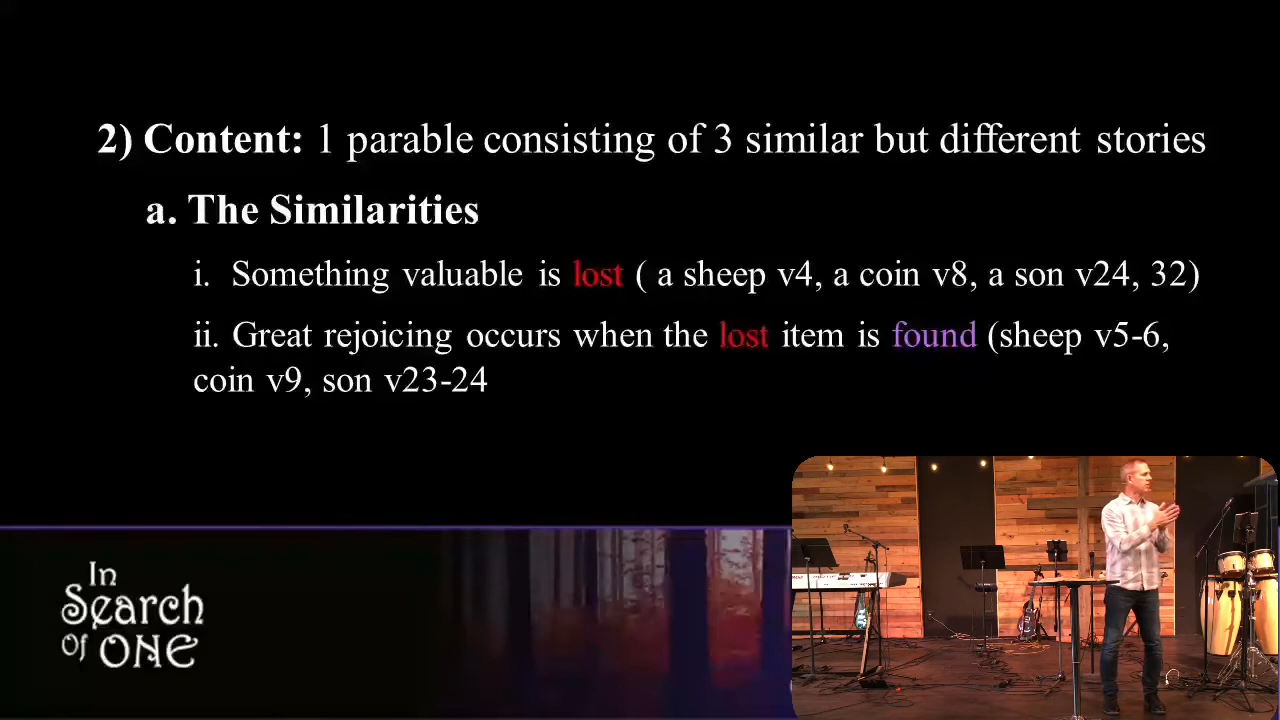 2) Content: 1 parable consisting of 3 similar but different stories
a. The Similarities
i. Something valuable is lost ( a sheep v4, a coin v8, a son v24, 32)
ii. Great rejoicing occurs when the lost item is found (sheep v5-6,
coin v9, son v23-24
In
Search
Of ONE